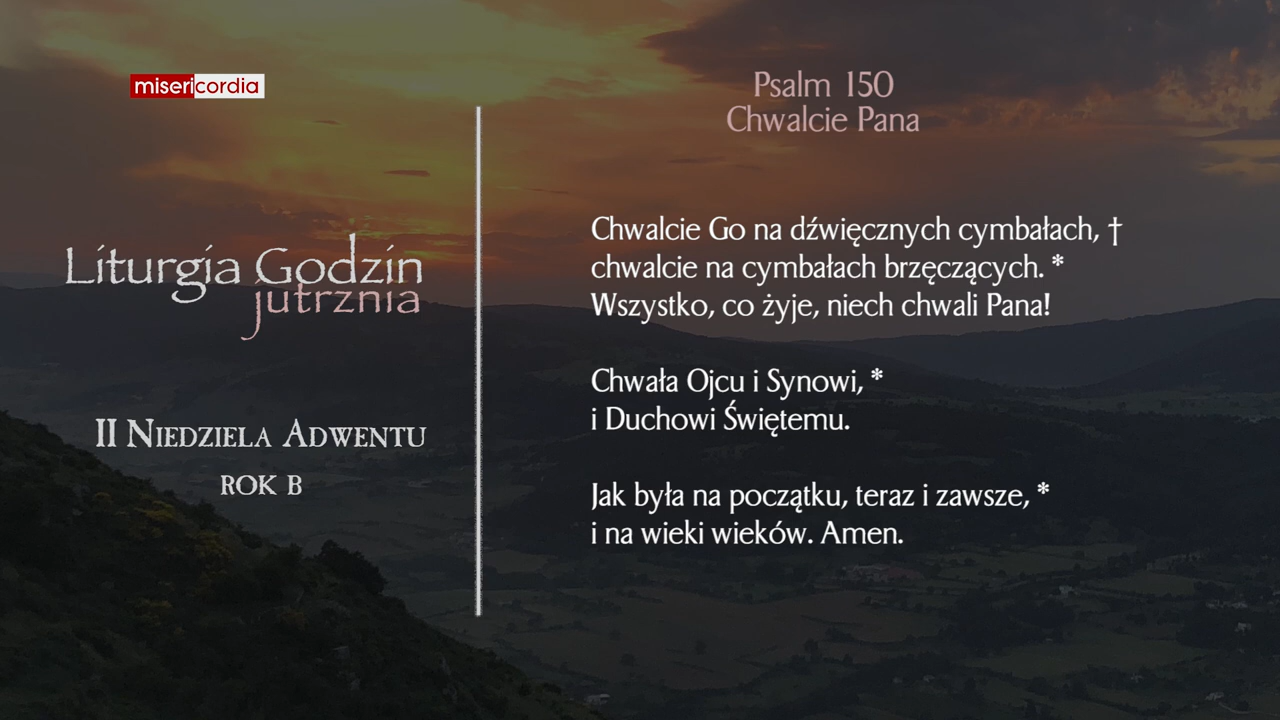 misericordia
Liturgia Godzin
jutrznia
II Niedziela Adwentu
ROK B
Psalm 150
Chwalcie Pana
Chwalcie Go na dźwięcznych cymbałach, †
chwalcie na cymbałach brzęczących. *
Wszystko, co żyje, niech chwali Pana!
Chwała Ojcu i Synowi, *
i Duchowi Świętemu.
Jak była na początku, teraz i zawsze, *
i na wieki wieków. Amen.